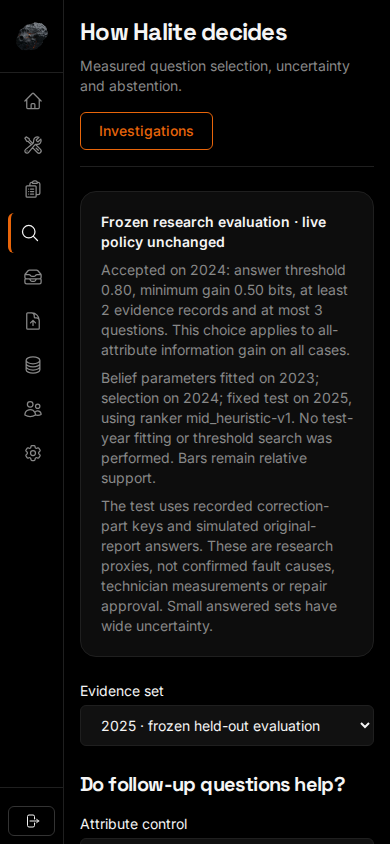 How Halite decides
Measured question selection, uncertainty
and abstention.
Investigations
Frozen research evaluation · live
policy unchanged
Accepted on 2024: answer threshold
0.80, minimum gain 0.50 bits, at least
2 evidence records and at most 3
questions. This choice applies to all-
attribute information gain on all cases.
Belief parameters fitted on 2023;
selection on 2024; fixed test on 2025,
using ranker mid_heuristic-v1. No test-
year fitting or threshold search was
performed. Bars remain relative
support.
The test uses recorded correction-
part keys and simulated original-
report answers. These are research
proxies, not confirmed fault causes,
technician measurements or repair
approval. Small answered sets have
wide uncertainty.
Evidence set
2025 · frozen held-out evaluation
Do follow-up questions help?
Attribute control